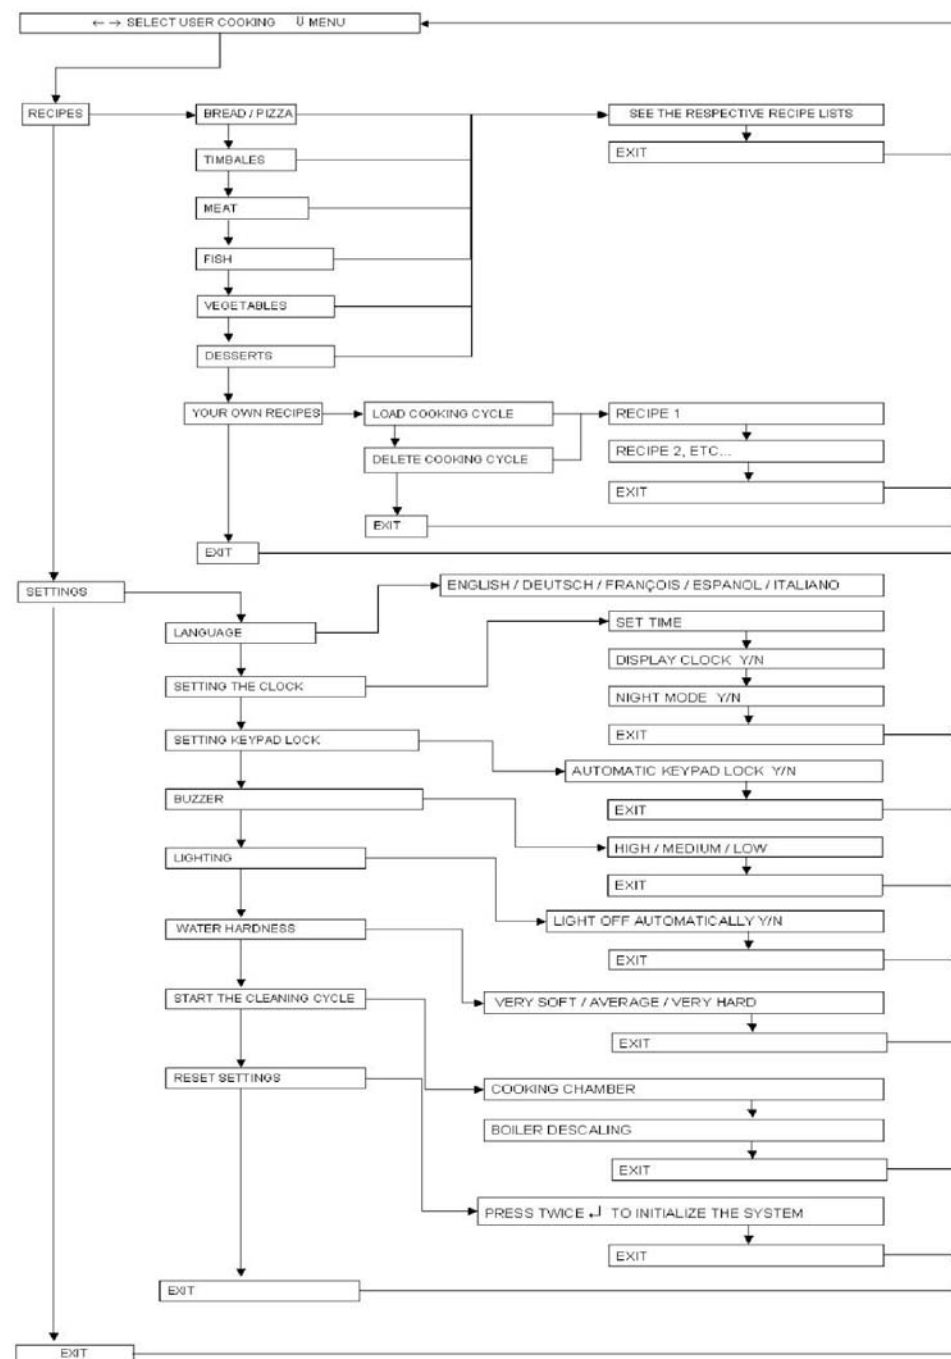 ← → SELECT USER COOKING ⇓ MENU
RECIPES
BREAD / PIZZA
SEE THE RESPECTIVE RECIPE LISTS
EXIT
TIMBALES
MEAT
FISH
VEGETABLES
DESSERTS
YOUR OWN RECIPES
LOAD COOKING CYCLE
RECIPE 1
DELETE COOKING CYCLE
RECIPE 2, ETC...
EXIT
EXIT
EXIT
SETTINGS
ENGLISH / DEUTSCH / FRANÇOIS / ESPANOL / ITALIANO
LANGUAGE
SET TIME
DISPLAY CLOCK Y/N
SETTING THE CLOCK
NIGHT MODE Y/N
EXIT
SETTING KEYPAD LOCK
AUTOMATIC KEYPAD LOCK Y/N
EXIT
BUZZER
HIGH / MEDIUM / LOW
EXIT
LIGHTING
LIGHT OFF AUTOMATICALLY Y/N
EXIT
WATER HARDNESS
VERY SOFT / AVERAGE / VERY HARD
EXIT
START THE CLEANING CYCLE
COOKING CHAMBER
BOILER DESCALING
EXIT
RESET SETTINGS
PRESS TWICE ↵ TO INITIALIZE THE SYSTEM
EXIT
EXIT
EXIT